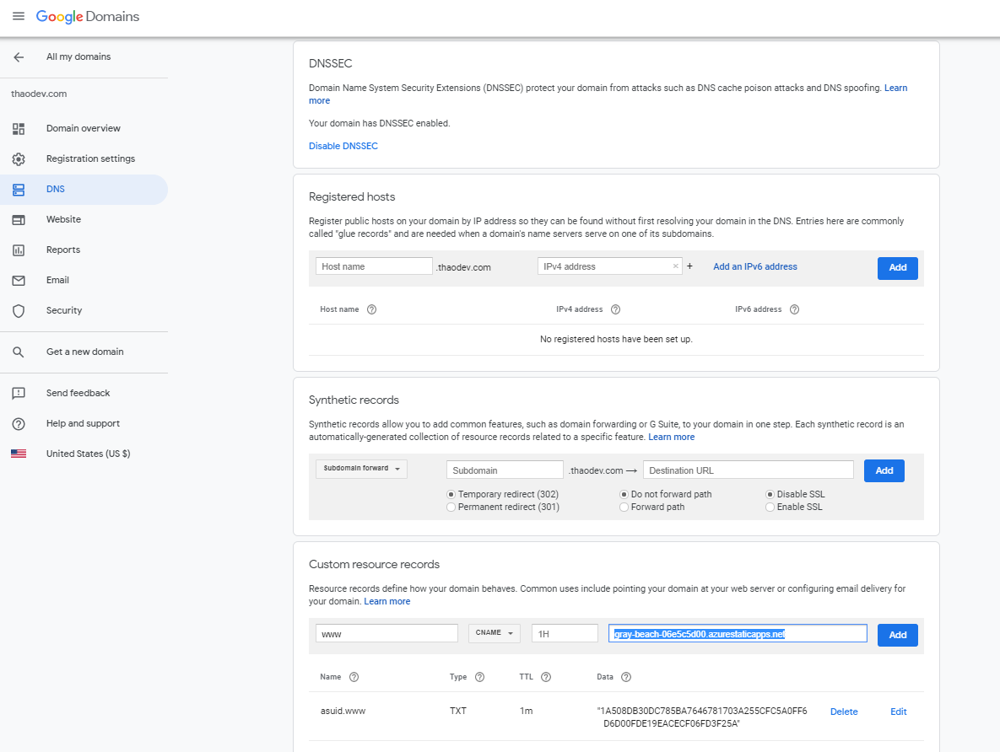 Google Domains
All my domains
thaodev.com
Domain overview
Registration settings
DNS
Website
Reports
Email
Security
Get a new domain
Send feedback
Help and support
United States (US $)
DNSSEC
Domain Name System Security Extensions (DNSSEC) protect your domain from attacks such as DNS cache poison attacks and DNS spoofing. Learn
more
Your domain has DNSSEC enabled.
Disable DNSSEC
Registered hosts
Register public hosts on your domain by IP address so they can be found without first resolving your domain in the DNS. Entries here are commonly
called "glue records" and are needed when a domain's name servers serve on one of its subdomains.
Host name .thaodev.com IPv4 address × + Add an IPv6 address Add
Host name ? IPv4 address ? IPv6 address ?
No registered hosts have been set up.
Synthetic records
Synthetic records allow you to add common features, such as domain forwarding or G Suite, to your domain in one step. Each synthetic record is an
automatically-generated collection of resource records related to a specific feature. Learn more
Subdomain forward Subdomain .thaodev.com → Destination URL Add
Temporary redirect (302) Do not forward path Disable SSL
Permanent redirect (301) Forward path Enable SSL
Custom resource records
Resource records define how your domain behaves. Common uses include pointing your domain at your web server or configuring email delivery for
your domain. Learn more
www CNAME 1H gray-beach-06e5c5d00.azurestaticapps.net Add
Name ? Type ? TTL ? Data ?
asuid.www TXT 1m "1A508DB30DC785BA7646781703A255CFC5A0FF6 Delete Edit
D6D00FDE19EACECF06FD3F25A"